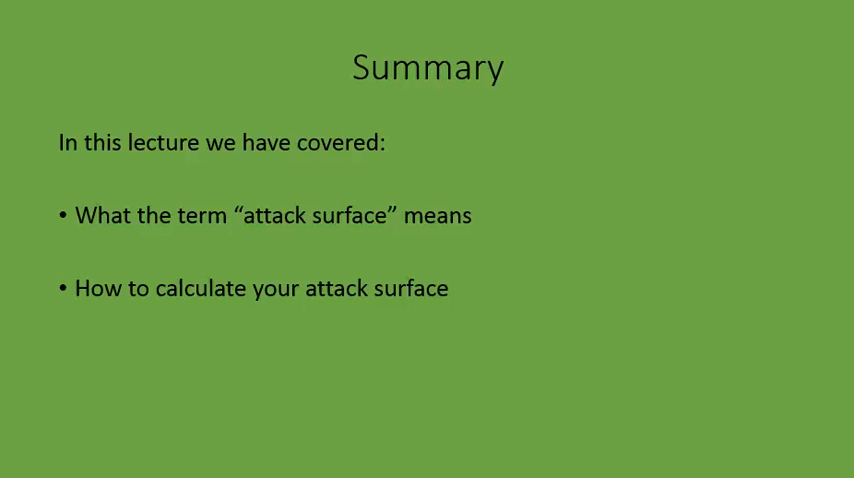 Summary
In this lecture we have covered:
• What the term “attack surface” means
• How to calculate your attack surface